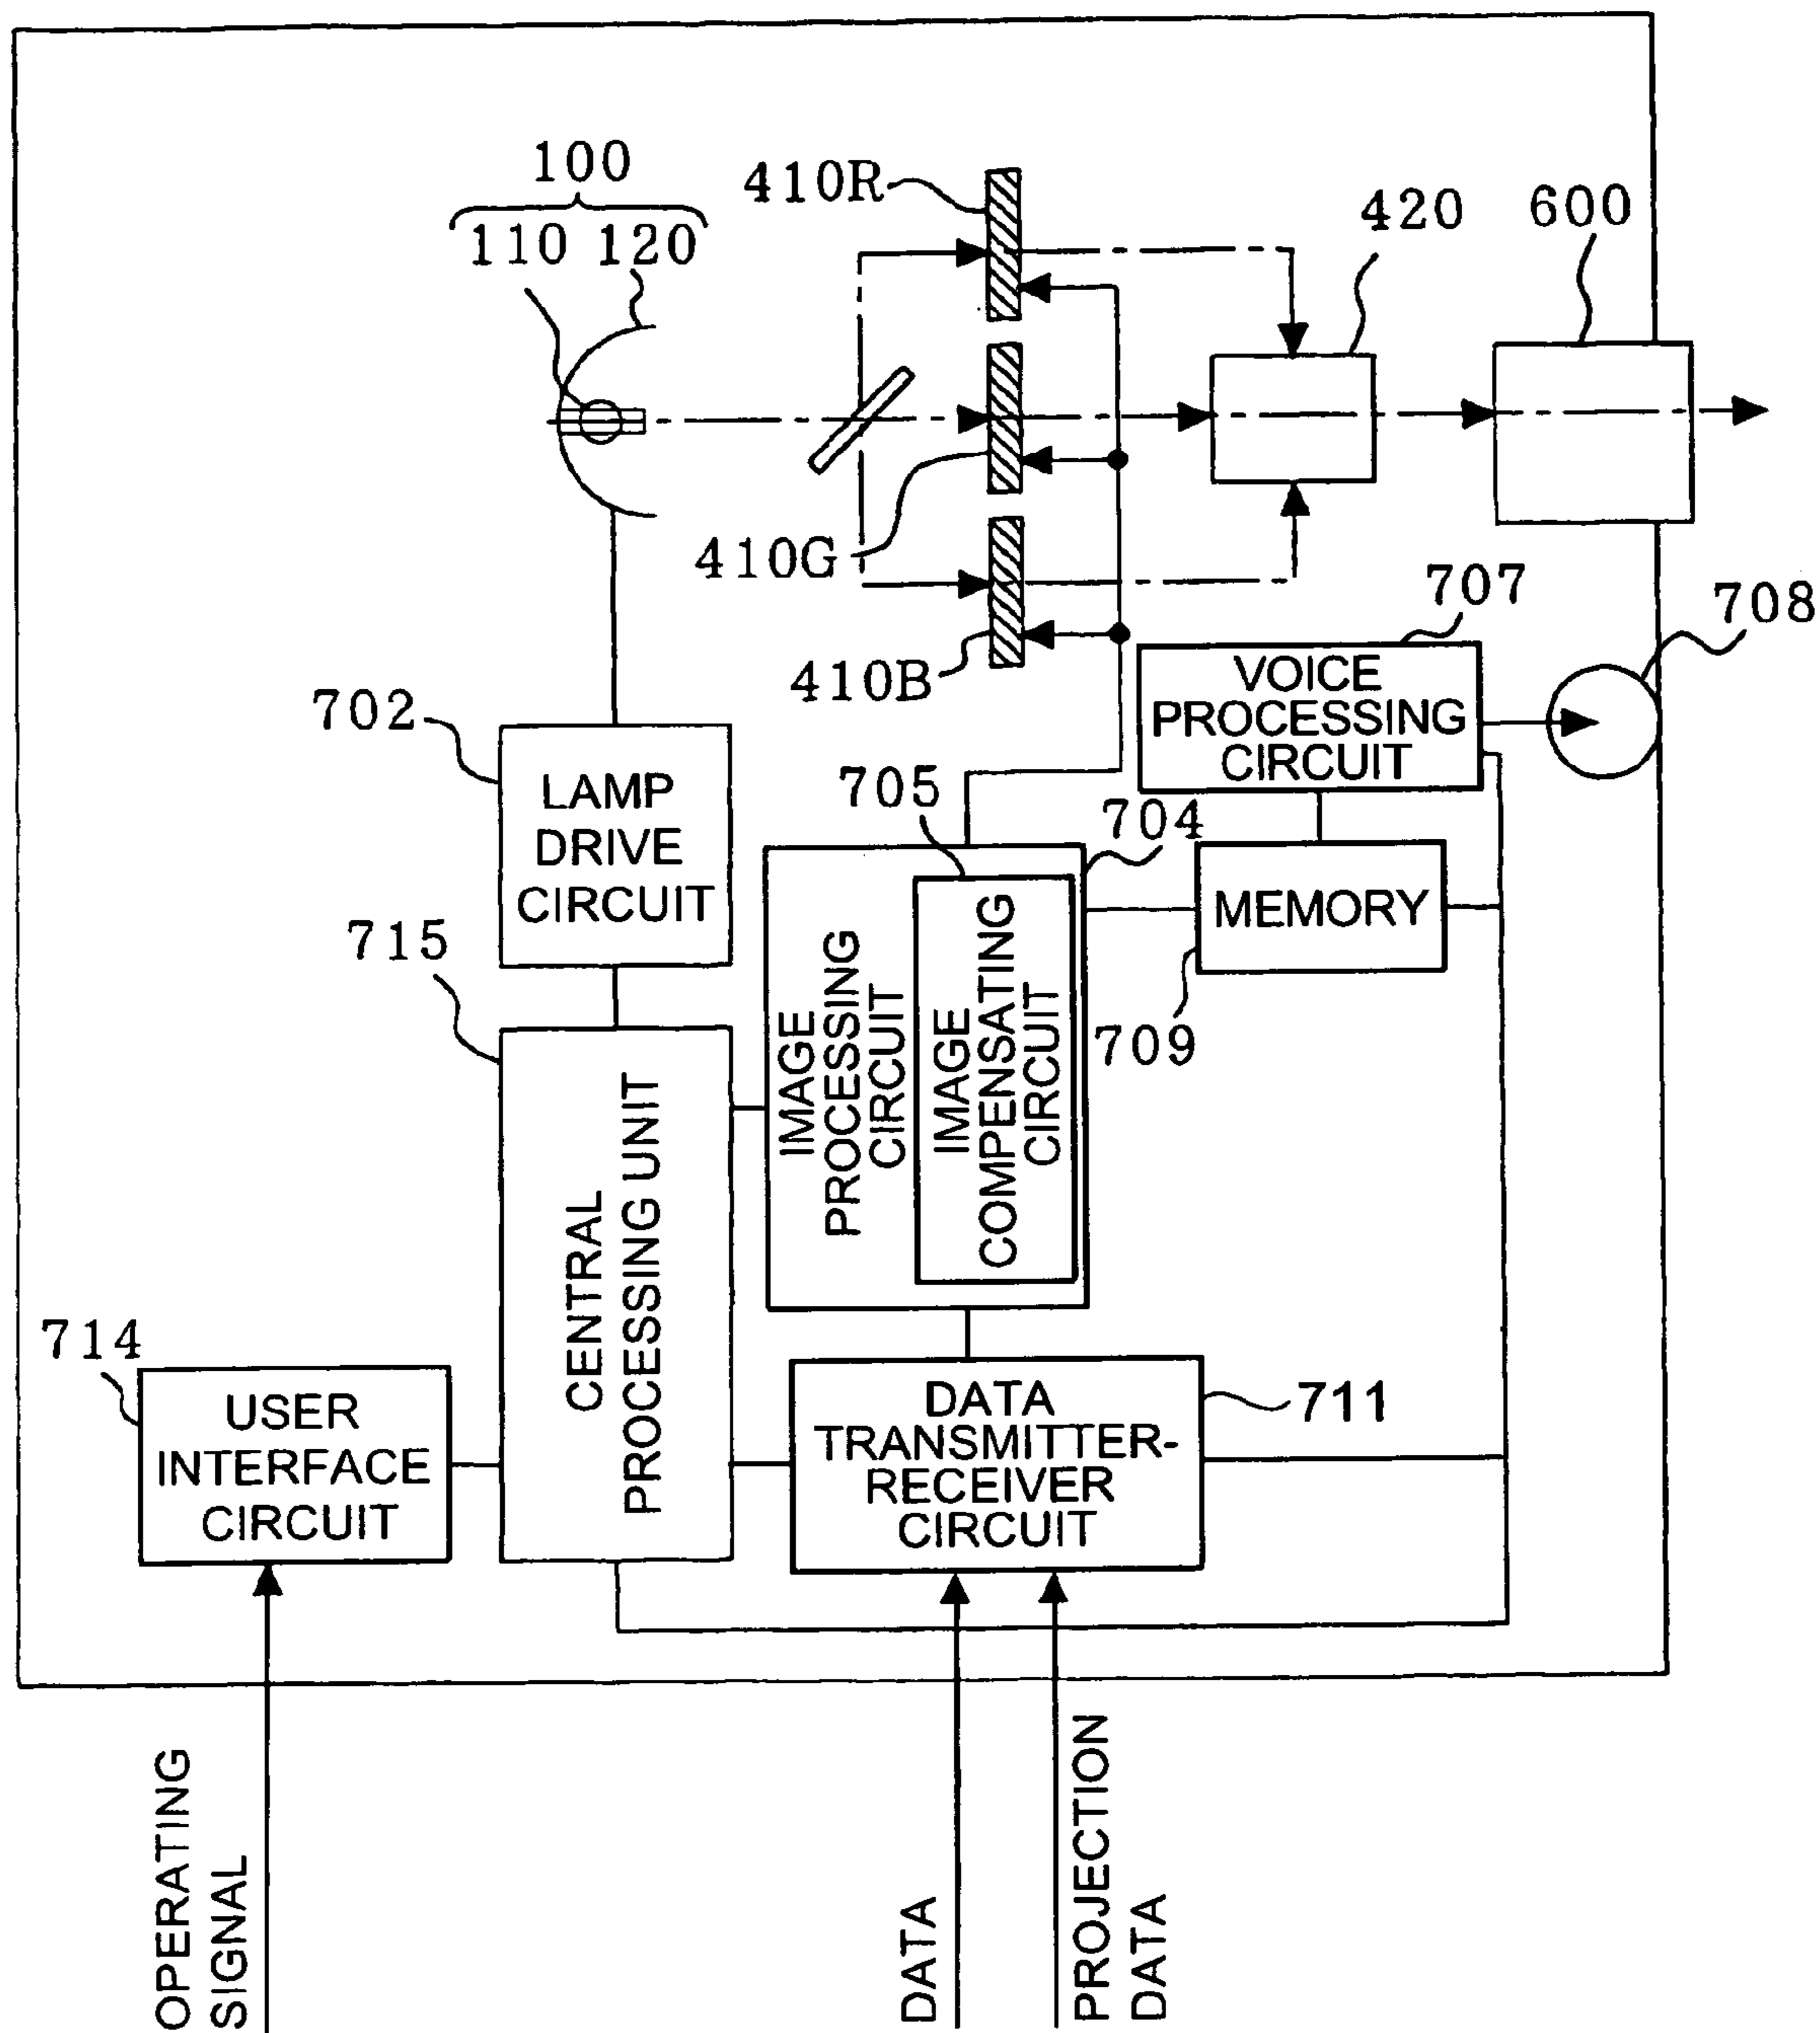 100
110 120
410R
420
600
410G
410B
707
708
VOICE
PROCESSING
CIRCUIT
702
LAMP
DRIVE
CIRCUIT
705
704
MEMORY
709
715
IMAGE
PROCESSING
CIRCUIT
IMAGE
COMPENSATING
CIRCUIT
CENTRAL
PROCESSING UNIT
714
USER
INTERFACE
CIRCUIT
DATA
TRANSMITTER-
RECEIVER
CIRCUIT
711
OPERATING
SIGNAL
DATA
PROJECTION
DATA